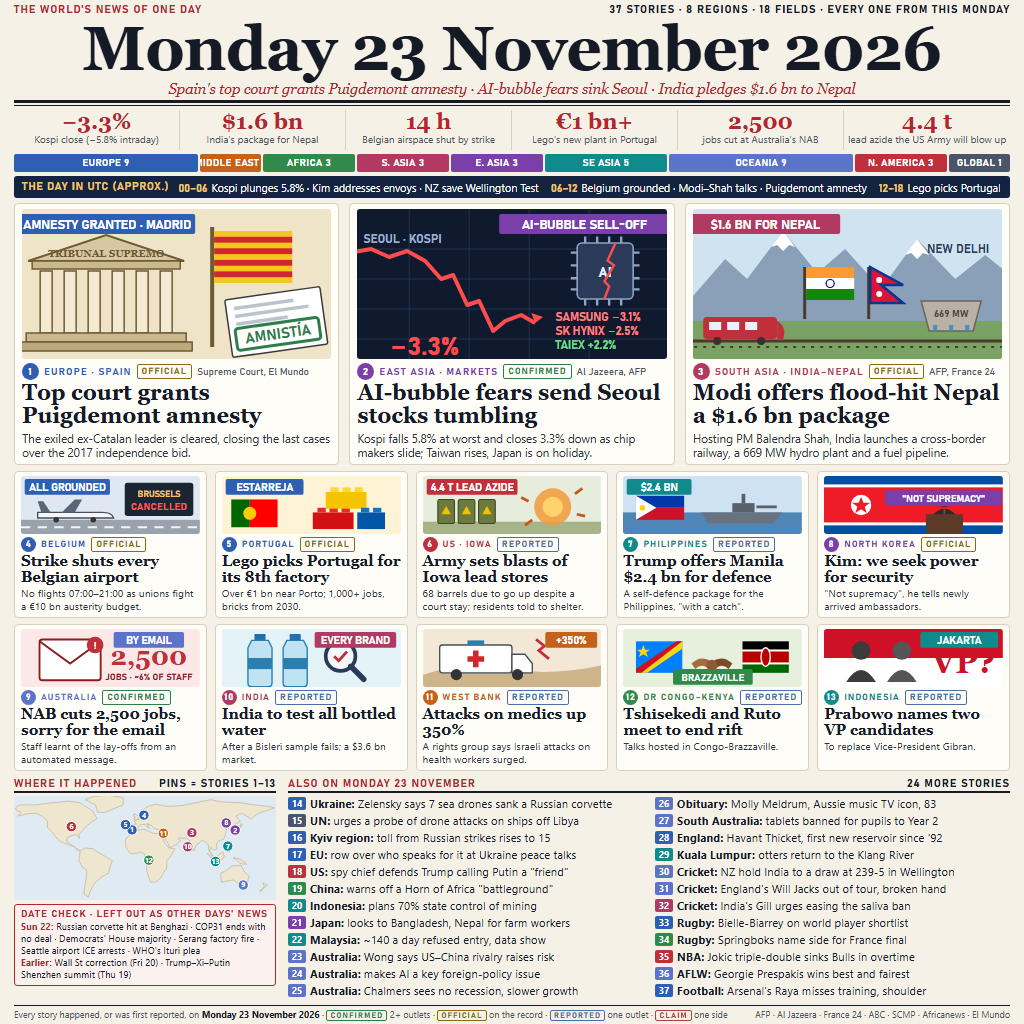 THE WORLD'S NEWS OF ONE DAY
37 STORIES · 8 REGIONS · 18 FIELDS · EVERY ONE FROM THIS MONDAY
Monday 23 November 2026
Spain's top court grants Puigdemont amnesty · AI-bubble fears sink Seoul · India pledges $1.6 bn to Nepal
−3.3%
Kospi close (−5.8% intraday)
$1.6 bn
India's package for Nepal
14 h
Belgian airspace shut by strike
€1 bn+
Lego's new plant in Portugal
2,500
jobs cut at Australia's NAB
4.4 t
lead azide the US Army will blow up
EUROPE 9
MIDDLE EAST
AFRICA 3
S. ASIA 3
E. ASIA 3
SE ASIA 5
OCEANIA 9
N. AMERICA 3
GLOBAL 1
THE DAY IN UTC (APPROX.) 00–06 Kospi plunges 5.8% · Kim addresses envoys · NZ save Wellington Test 06–12 Belgium grounded · Modi–Shah talks · Puigdemont amnesty 12–18 Lego picks Portugal
AMNESTY GRANTED · MADRID
TRIBUNAL SUPREMO
AMNISTÍA
1 EUROPE · SPAIN OFFICIAL Supreme Court, El Mundo
Top court grants
Puigdemont amnesty
The exiled ex-Catalan leader is cleared, closing the last cases
over the 2017 independence bid.
AI-BUBBLE SELL-OFF
SEOUL · KOSPI
AI
SAMSUNG −3.1%
SK HYNIX −2.5%
TAIEX +2.2%
−3.3%
2 EAST ASIA · MARKETS CONFIRMED Al Jazeera, AFP
AI-bubble fears send Seoul
stocks tumbling
Kospi falls 5.8% at worst and closes 3.3% down as chip
makers slide; Taiwan rises, Japan is on holiday.
$1.6 BN FOR NEPAL
NEW DELHI
669 MW
3 SOUTH ASIA · INDIA–NEPAL OFFICIAL AFP, France 24
Modi offers flood-hit Nepal
a $1.6 bn package
Hosting PM Balendra Shah, India launches a cross-border
railway, a 669 MW hydro plant and a fuel pipeline.
ALL GROUNDED
BRUSSELS
CANCELLED
4 BELGIUM OFFICIAL
Strike shuts every
Belgian airport
No flights 07:00–21:00 as unions fight
a €10 bn austerity budget.
ESTARREJA
5 PORTUGAL OFFICIAL
Lego picks Portugal for
its 8th factory
Over €1 bn near Porto; 1,000+ jobs,
bricks from 2030.
4.4 T LEAD AZIDE
6 US · IOWA REPORTED
Army sets blasts of
Iowa lead stores
68 barrels due to go up despite a
court stay; residents told to shelter.
$2.4 BN
7 PHILIPPINES REPORTED
Trump offers Manila
$2.4 bn for defence
A self-defence package for the
Philippines, "with a catch".
"NOT SUPREMACY"
8 NORTH KOREA OFFICIAL
Kim: we seek power
for security
"Not supremacy", he tells newly
arrived ambassadors.
!
BY EMAIL
2,500
JOBS · ~6% OF STAFF
9 AUSTRALIA CONFIRMED
NAB cuts 2,500 jobs,
sorry for the email
Staff learnt of the lay-offs from an
automated message.
EVERY BRAND
10 INDIA REPORTED
India to test all bottled
water
After a Bisleri sample fails; a $3.6 bn
market.
+350%
11 WEST BANK REPORTED
Attacks on medics up
350%
A rights group says Israeli attacks on
health workers surged.
BRAZZAVILLE
12 DR CONGO–KENYA REPORTED
Tshisekedi and Ruto
meet to end rift
Talks hosted in Congo-Brazzaville.
JAKARTA
VP?
13 INDONESIA REPORTED
Prabowo names two
VP candidates
To replace Vice-President Gibran.
WHERE IT HAPPENED PINS = STORIES 1–13
6
5
1
4
11
3
10
8
2
7
12
13
9
DATE CHECK · LEFT OUT AS OTHER DAYS' NEWS
Sun 22: Russian corvette hit at Benghazi · COP31 ends with
no deal · Democrats' House majority · Serang factory fire ·
Seattle airport ICE arrests · WHO's Ituri plea
Earlier: Wall St correction (Fri 20) · Trump–Xi–Putin
Shenzhen summit (Thu 19)
ALSO ON MONDAY 23 NOVEMBER 24 MORE STORIES
14 Ukraine: Zelensky says 7 sea drones sank a Russian corvette
15 UN: urges a probe of drone attacks on ships off Libya
16 Kyiv region: toll from Russian strikes rises to 15
17 EU: row over who speaks for it at Ukraine peace talks
18 US: spy chief defends Trump calling Putin a "friend"
19 China: warns off a Horn of Africa "battleground"
20 Indonesia: plans 70% state control of mining
21 Japan: looks to Bangladesh, Nepal for farm workers
22 Malaysia: ~140 a day refused entry, data show
23 Australia: Wong says US–China rivalry raises risk
24 Australia: makes AI a key foreign-policy issue
25 Australia: Chalmers sees no recession, slower growth
26 Obituary: Molly Meldrum, Aussie music TV icon, 83
27 South Australia: tablets banned for pupils to Year 2
28 England: Havant Thicket, first new reservoir since '92
29 Kuala Lumpur: otters return to the Klang River
30 Cricket: NZ hold India to a draw at 239-5 in Wellington
31 Cricket: England's Will Jacks out of tour, broken hand
32 Cricket: India's Gill urges easing the saliva ban
33 Rugby: Bielle-Biarrey on world player shortlist
34 Rugby: Springboks name side for France final
35 NBA: Jokic triple-double sinks Bulls in overtime
36 AFLW: Georgie Prespakis wins best and fairest
37 Football: Arsenal's Raya misses training, shoulder
Every story happened, or was first reported, on Monday 23 November 2026 · CONFIRMED 2+ outlets · OFFICIAL on the record · REPORTED one outlet · CLAIM one side
AFP · Al Jazeera · France 24 · ABC · SCMP · Africanews · El Mundo